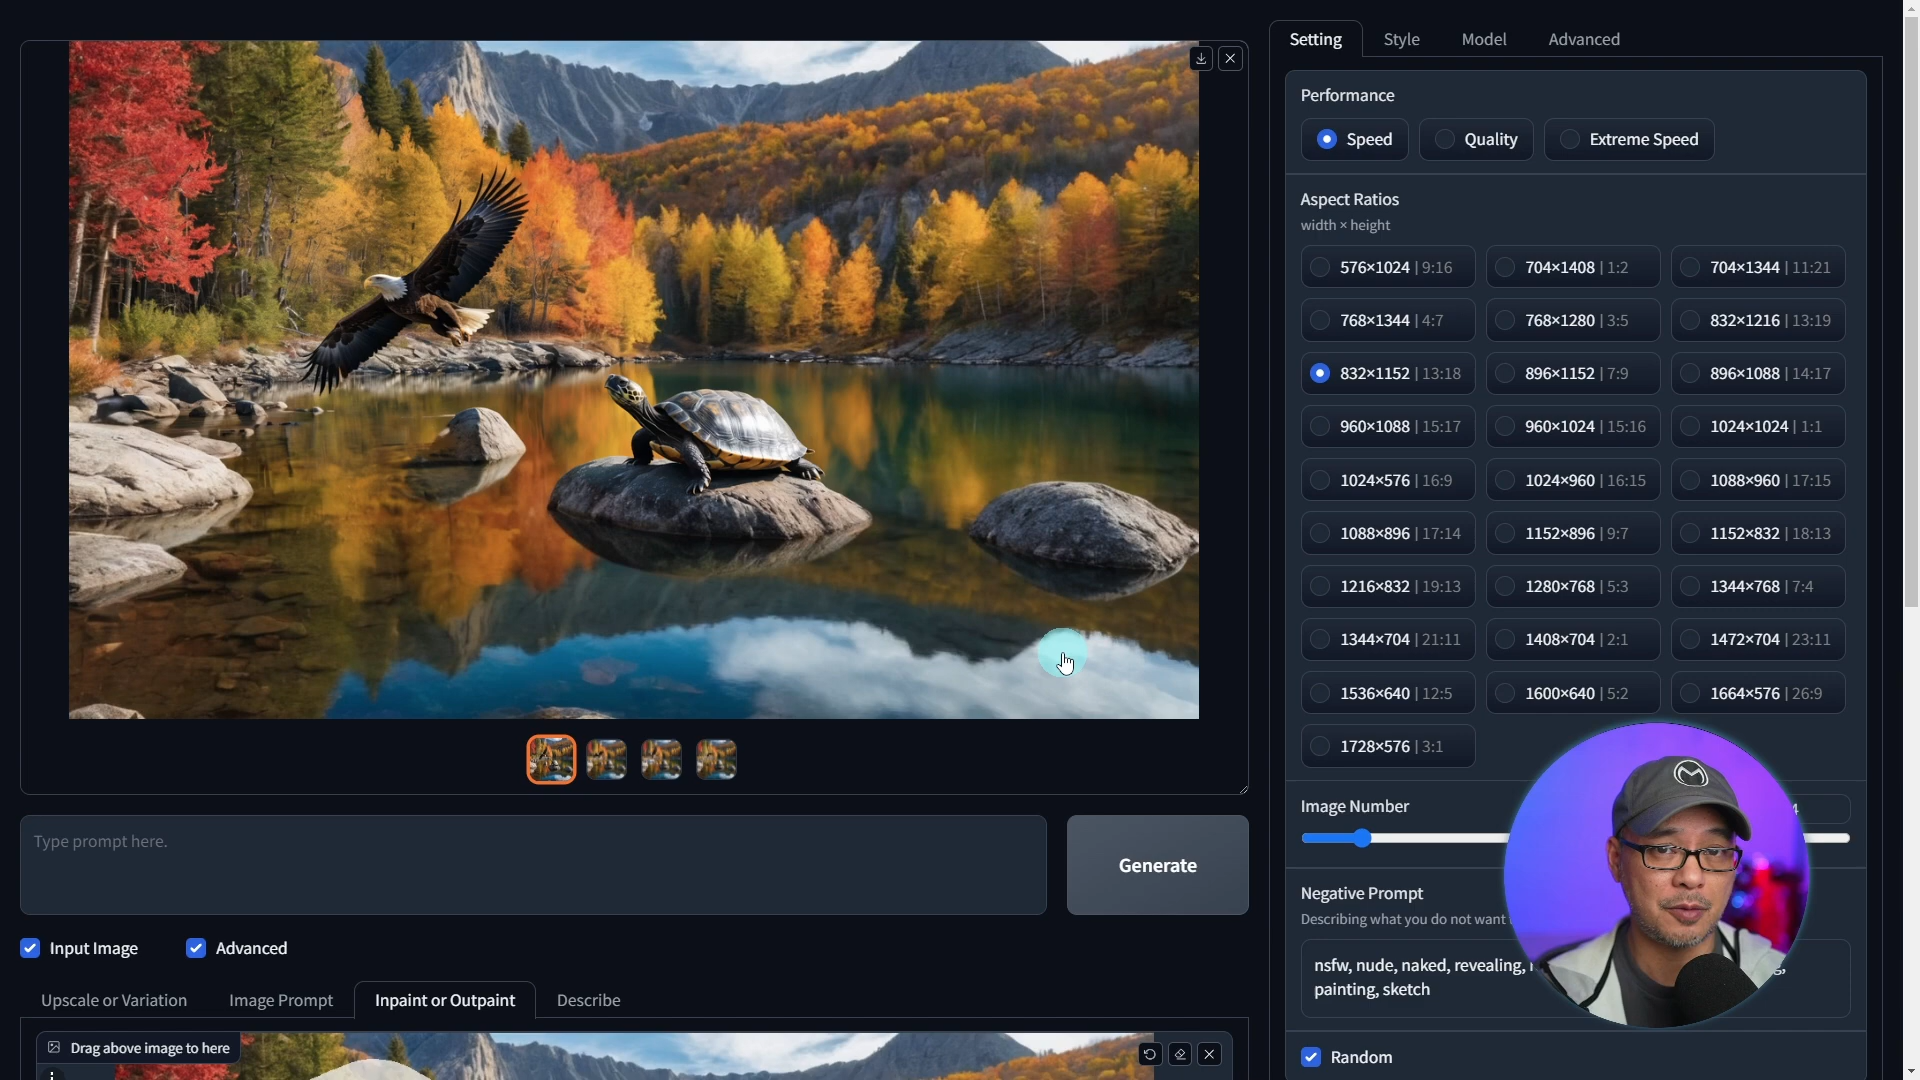 Setting Style Model Advanced
Performance
Speed Quality Extreme Speed
Aspect Ratios
width × height
576×1024 | 9:16 704×1408 | 1:2 704×1344 | 11:21
768×1344 | 4:7 768×1280 | 3:5 832×1216 | 13:19
832×1152 | 13:18 896×1152 | 7:9 896×1088 | 14:17
960×1088 | 15:17 960×1024 | 15:16 1024×1024 | 1:1
1024×576 | 16:9 1024×960 | 16:15 1088×960 | 17:15
1088×896 | 17:14 1152×896 | 9:7 1152×832 | 18:13
1216×832 | 19:13 1280×768 | 5:3 1344×768 | 7:4
1344×704 | 21:11 1408×704 | 2:1 1472×704 | 23:11
1536×640 | 12:5 1600×640 | 5:2 1664×576 | 26:9
1728×576 | 3:1
Image Number 4
Negative Prompt
Describing what you do not want
nsfw, nude, naked, revealing,
painting, sketch
Random
Type prompt here.
Generate
Input Image Advanced
Upscale or Variation Image Prompt Inpaint or Outpaint Describe
Drag above image to here